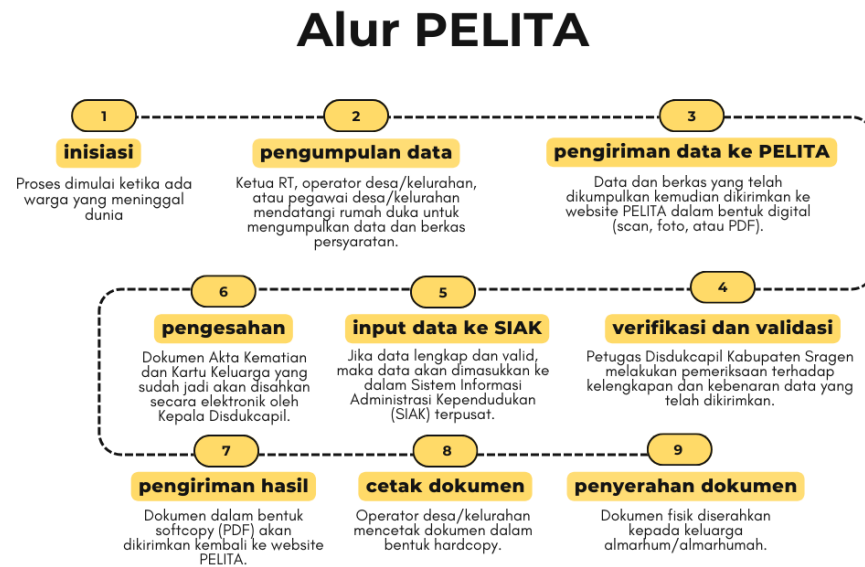 Alur PELITA
1
inisiasi
Proses dimulai ketika ada
warga yang meninggal
dunia
2
pengumpulan data
Ketua RT, operator desa/kelurahan,
atau pegawai desa/kelurahan
mendatangi rumah duka untuk
mengumpulkan data dan berkas
persyaratan.
3
pengiriman data ke PELITA
Data dan berkas yang telah
dikumpulkan kemudian dikirimkan ke
website PELITA dalam bentuk digital
(scan, foto, atau PDF).
4
verifikasi dan validasi
Petugas Disdukcapil Kabupaten Sragen
melakukan pemeriksaan terhadap
kelengkapan dan kebenaran data yang
telah dikirimkan.
5
input data ke SIAK
Jika data lengkap dan valid,
maka data akan dimasukkan ke
dalam Sistem Informasi
Administrasi Kependudukan
(SIAK) terpusat.
6
pengesahan
Dokumen Akta Kematian
dan Kartu Keluarga yang
sudah jadi akan disahkan
secara elektronik oleh
Kepala Disdukcapil.
7
pengiriman hasil
Dokumen dalam bentuk
softcopy (PDF) akan
dikirimkan kembali ke website
PELITA.
8
cetak dokumen
Operator desa/kelurahan
mencetak dokumen dalam
bentuk hardcopy.
9
penyerahan dokumen
Dokumen fisik diserahkan
kepada keluarga
almarhum/almarhumah.